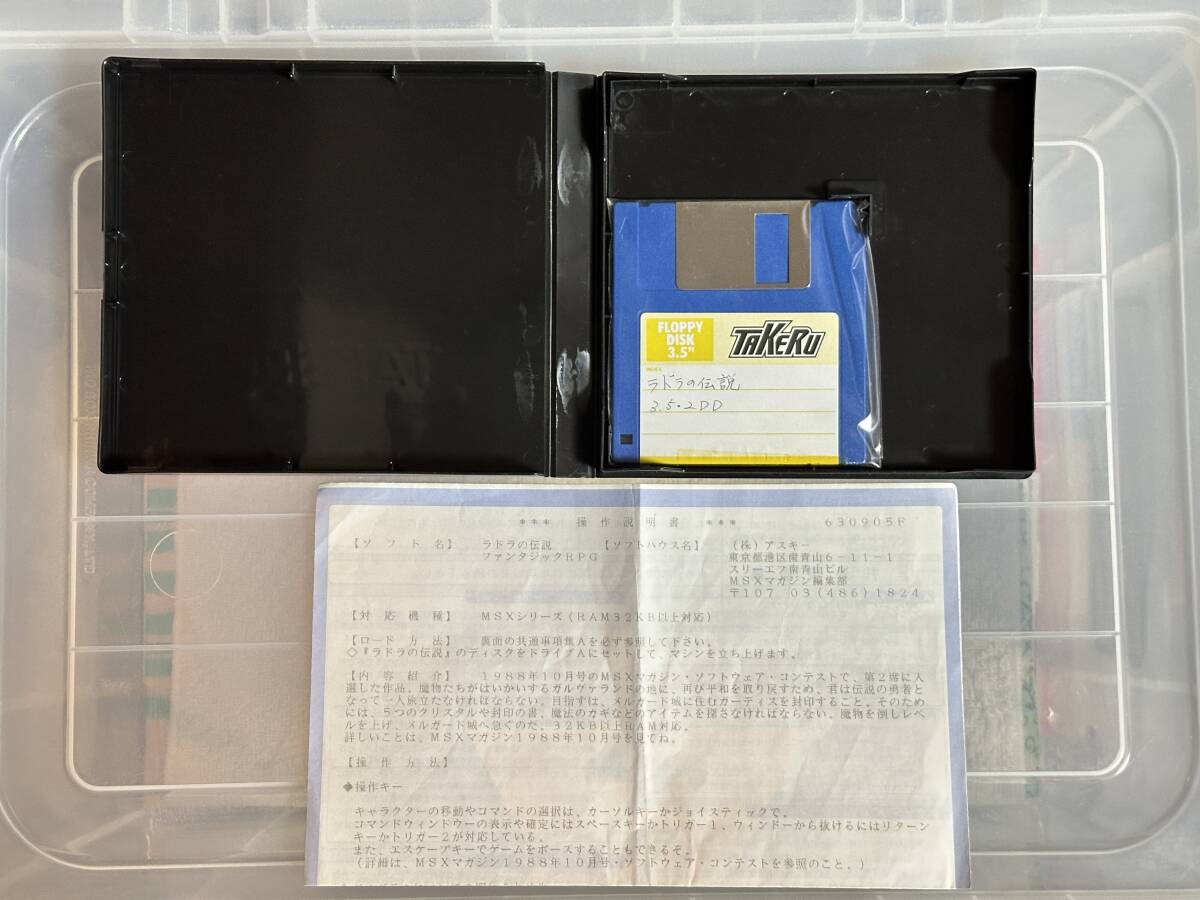 FLOPPY
DISK
3.5"
TAKERU
INDEX
ラドラの伝説
3.5・2DD
＊＊＊ 操作説明書 ＊＊＊ 630905F
【ソフト名】 ラドラの伝説 【ソフトハウス名】 (株)アスキー
ファンタジックRPG 東京都港区南青山6-11-1
スリーエフ南青山ビル
MSXマガジン編集部
〒107 03(486)1824
【対応機種】 MSXシリーズ(RAM32KB以上対応)
【ロード方法】 裏面の共通事項集Aを必ず参照して下さい。
◇『ラドラの伝説』のディスクをドライブAにセットして、マシンを立ち上げます。
【内容紹介】 1988年10月号のMSXマガジン・ソフトウェア・コンテストで、第2席に入
選した作品。魔物たちがはいかいするガルヴァランドの地に、再び平和を取り戻すため、君は伝説の勇者と
なって一人旅立たなければならない。目指すは、メルガード城に住むガーディスを封印すること。そのため
には、5つのクリスタルや封印の書、魔法のカギなどのアイテムを探さなければならない。魔物を倒しレベ
ルを上げ、メルガード城へ急ぐのだ。32KB以上RAM対応。
詳しいことは、MSXマガジン1988年10月号を見てね。
【操作方法】
◆操作キー
キャラクターの移動やコマンドの選択は、カーソルキーかジョイスティックで。
コマンドウィンドウーの表示や確定にはスペースキーかトリガー1、ウィンドーから抜けるにはリターン
キーかトリガー2が対応している。
また、エスケープキーでゲームをポーズすることもできるぞ。
(詳細は、MSXマガジン1988年10月号・ソフトウェア・コンテストを参照のこと。)